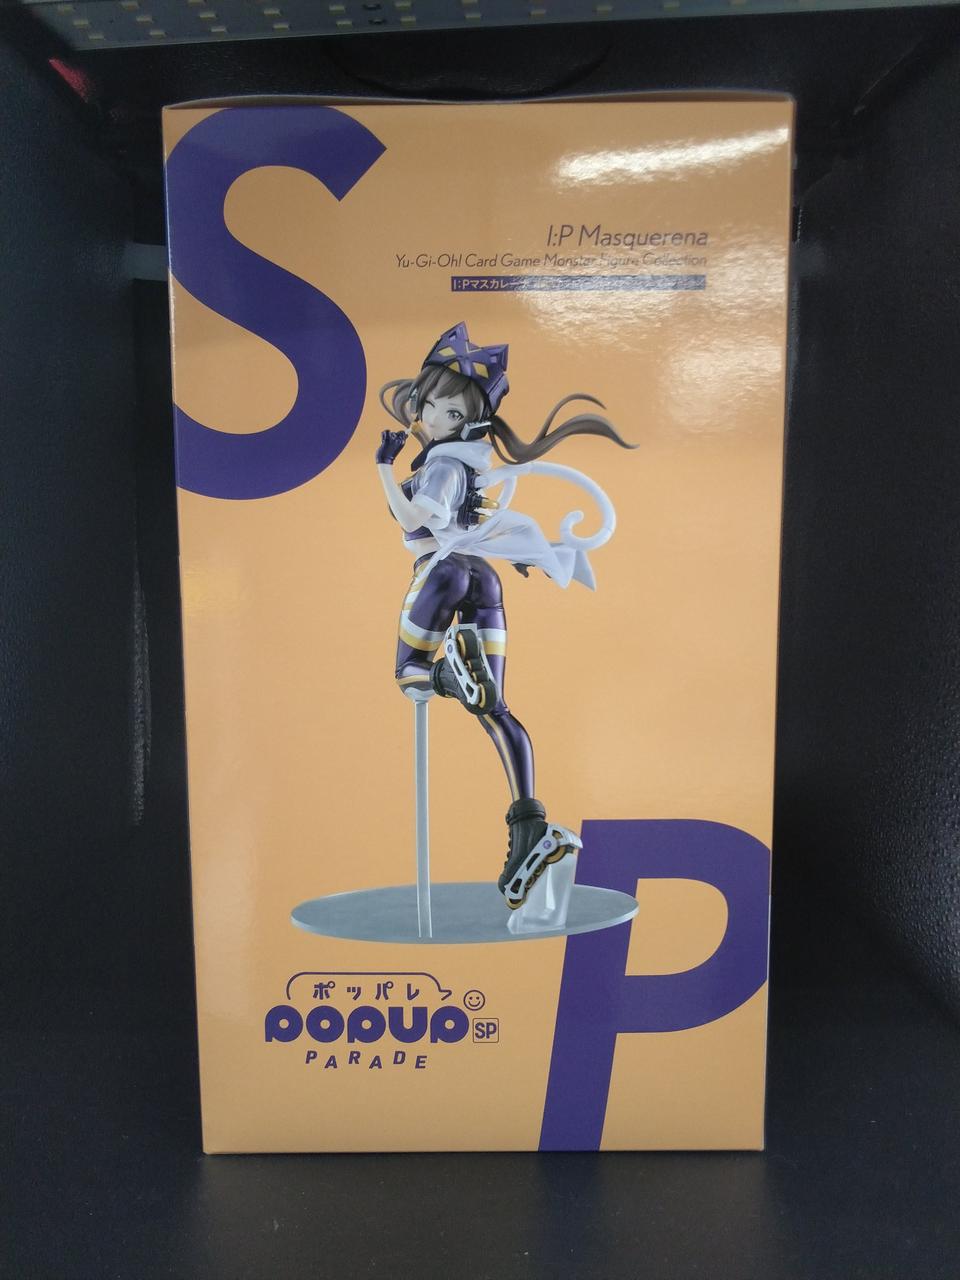 S
I:P Masquerena
Yu-Gi-Oh! Card Game Monster Figure Collection
I:Pマスカレーナ
ポッパレ
POPUP SP
PARADE
P